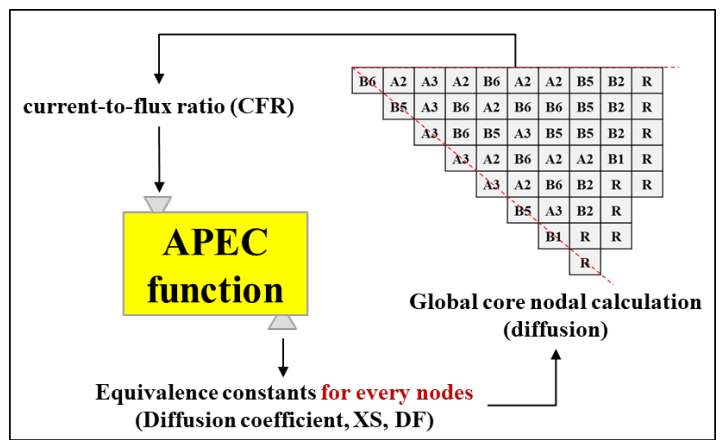 current-to-flux ratio (CFR)
APEC
function
Equivalence constants for every nodes
(Diffusion coefficient, XS, DF)
B6 A2 A3 A2 B6 A2 A2 B5 B2 R
B5 A3 B6 A2 B6 B6 B5 B2 R
A3 B6 B5 A3 B5 B5 B2 R
A3 A2 B6 A2 A2 B1 R
A3 A2 B6 B2 R R
B5 A3 B2 R
B1 R R
R
Global core nodal calculation
(diffusion)